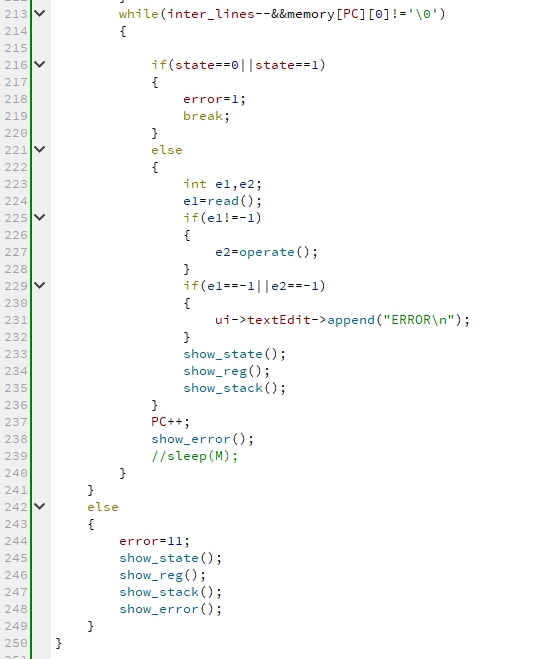 213 while(inter_lines--&&memory[PC][0]!='\0')
214 {
215
216 if(state==0||state==1)
217 {
218 error=1;
219 break;
220 }
221 else
222 {
223 int e1,e2;
224 e1=read();
225 if(e1!=-1)
226 {
227 e2=operate();
228 }
229 if(e1==-1||e2==-1)
230 {
231 ui->textEdit->append("ERROR\n");
232 }
233 show_state();
234 show_reg();
235 show_stack();
236 }
237 PC++;
238 show_error();
239 //sleep(M);
240 }
241 }
242 else
243 {
244 error=11;
245 show_state();
246 show_reg();
247 show_stack();
248 show_error();
249 }
250 }